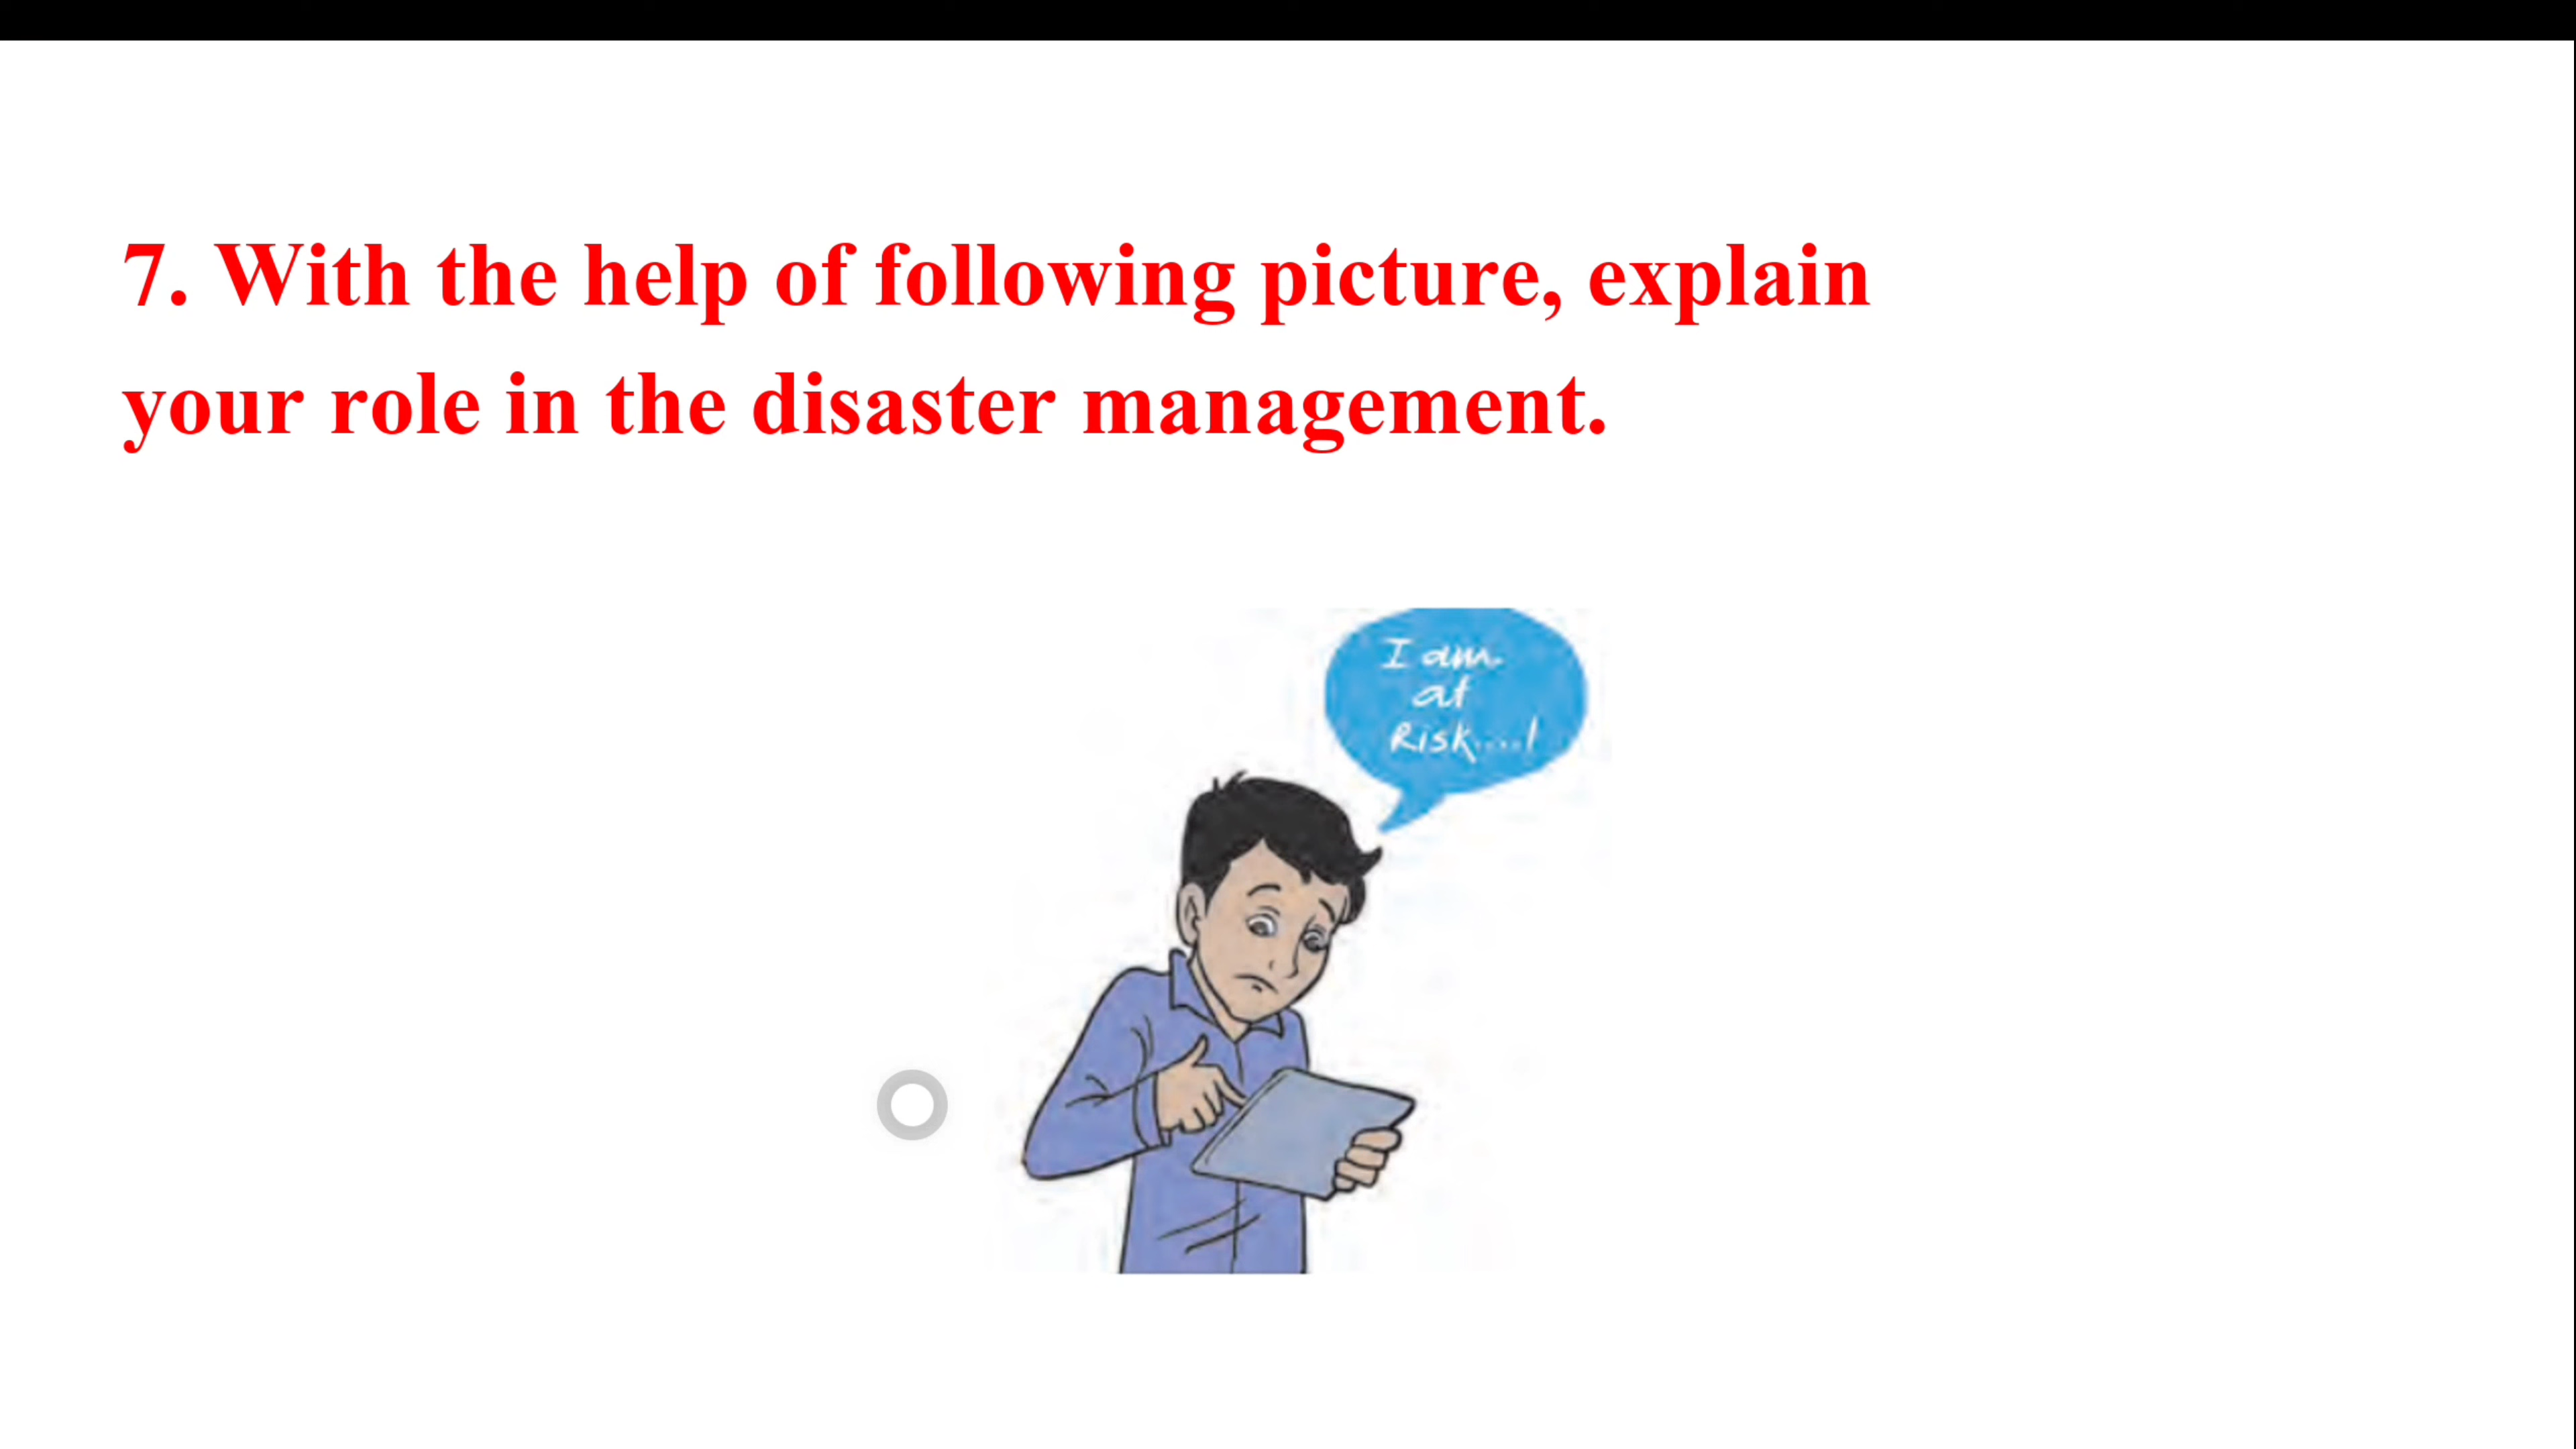 7. With the help of following picture, explain
your role in the disaster management.
I am
at
Risk....!